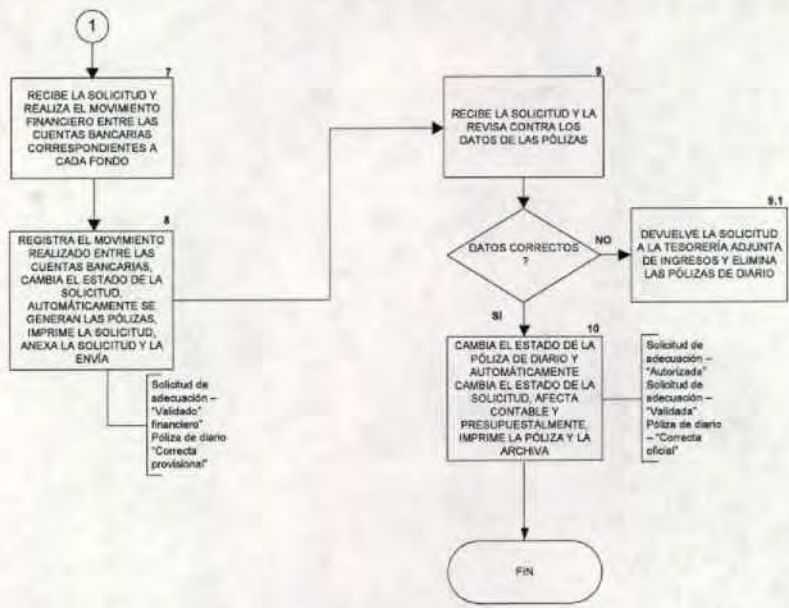 1
7
RECIBE LA SOLICITUD Y
REALIZA EL MOVIMIENTO
FINANCIERO ENTRE LAS
CUENTAS BANCARIAS
CORRESPONDIENTES A
CADA FONDO
8
REGISTRA EL MOVIMIENTO
REALIZADO ENTRE LAS
CUENTAS BANCARIAS,
CAMBIA EL ESTADO DE LA
SOLICITUD,
AUTOMÁTICAMENTE SE
GENERAN LAS PÓLIZAS,
IMPRIME LA SOLICITUD,
ANEXA LA SOLICITUD Y LA
ENVÍA
Solicitud de
adecuación –
"Validado"
financiero"
Póliza de diario
"Correcta
provisional"
9
RECIBE LA SOLICITUD Y LA
REVISA CONTRA LOS
DATOS DE LAS PÓLIZAS
DATOS CORRECTOS
?
NO
9.1
DEVUELVE LA SOLICITUD
A LA TESORERÍA ADJUNTA
DE INGRESOS Y ELIMINA
LAS PÓLIZAS DE DIARIO
SI
10
CAMBIA EL ESTADO DE LA
PÓLIZA DE DIARIO Y
AUTOMÁTICAMENTE
CAMBIA EL ESTADO DE LA
SOLICITUD, AFECTA
CONTABLE Y
PRESUPUESTALMENTE,
IMPRIME LA PÓLIZA Y LA
ARCHIVA
Solicitud de
adecuación –
"Autorizada"
Solicitud de
adecuación –
"Validada"
Póliza de diario
– "Correcta
oficial"
FIN